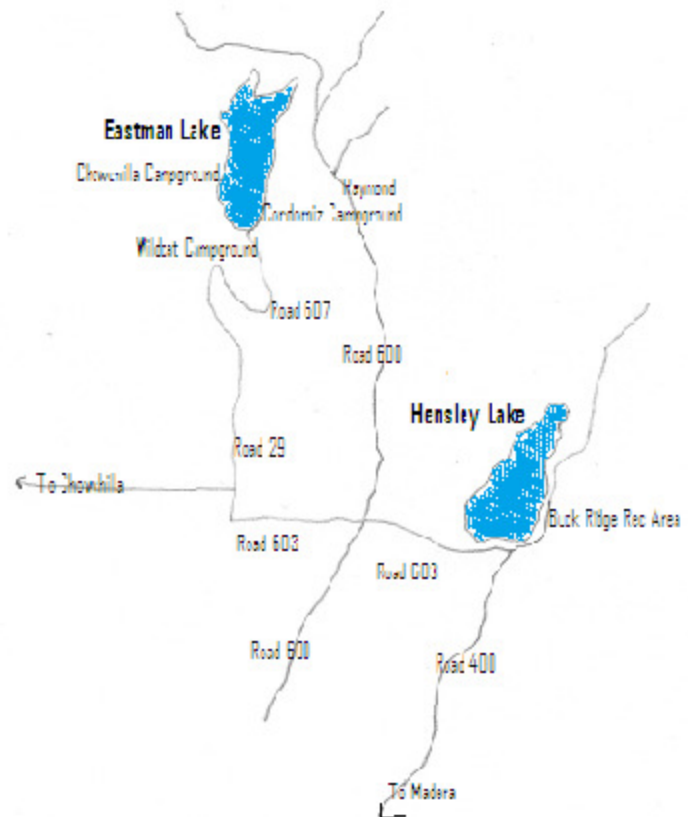 Eastman Lake
Chowchilla Campground
Raymond
Cordorniz Campground
Wildcat Campground
Road 607
Road 600
Hensley Lake
Road 29
To Chowchilla
Buck Ridge Rec Area
Road 603
Road 603
Road 600
Road 400
To Madera